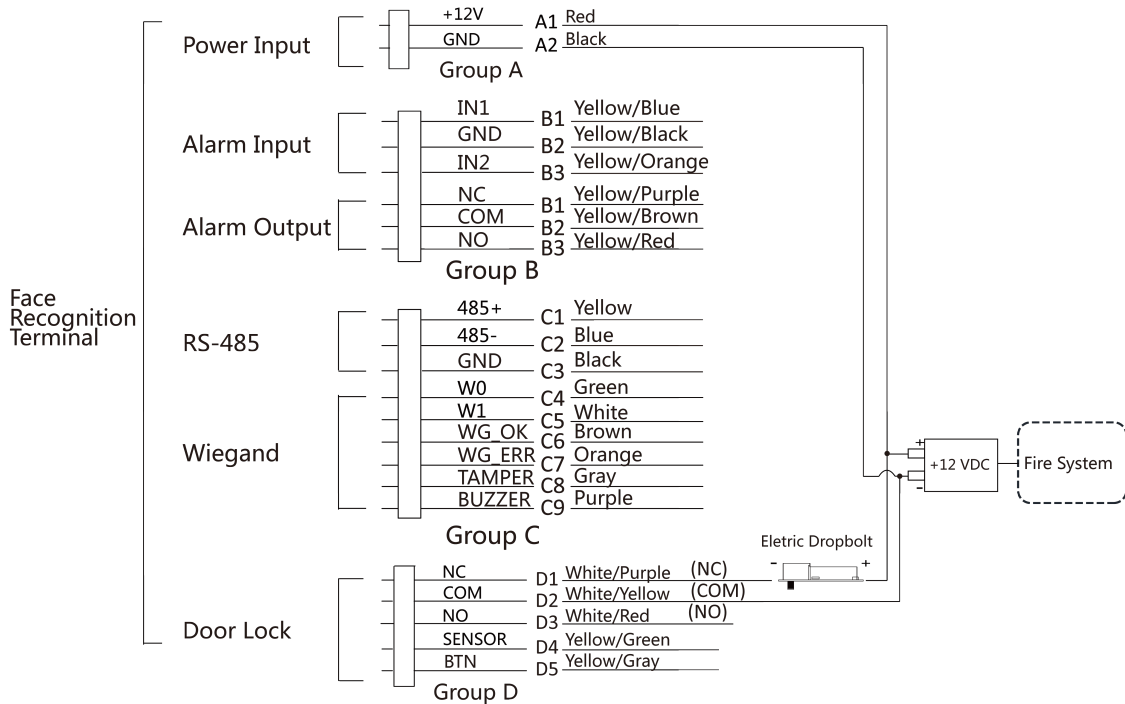 Face
Recognition
Terminal
Power Input
+12V A1 Red
GND A2 Black
Group A
Alarm Input
IN1 B1 Yellow/Blue
GND B2 Yellow/Black
IN2 B3 Yellow/Orange
Alarm Output
NC B1 Yellow/Purple
COM B2 Yellow/Brown
NO B3 Yellow/Red
Group B
RS-485
485+ C1 Yellow
485- C2 Blue
GND C3 Black
Wiegand
W0 C4 Green
W1 C5 White
WG_OK C6 Brown
WG_ERR C7 Orange
TAMPER C8 Gray
BUZZER C9 Purple
Group C
+
+12 VDC
-
Fire System
Eletric Dropbolt
- +
Door Lock
NC D1 White/Purple (NC)
COM D2 White/Yellow (COM)
NO D3 White/Red (NO)
SENSOR D4 Yellow/Green
BTN D5 Yellow/Gray
Group D